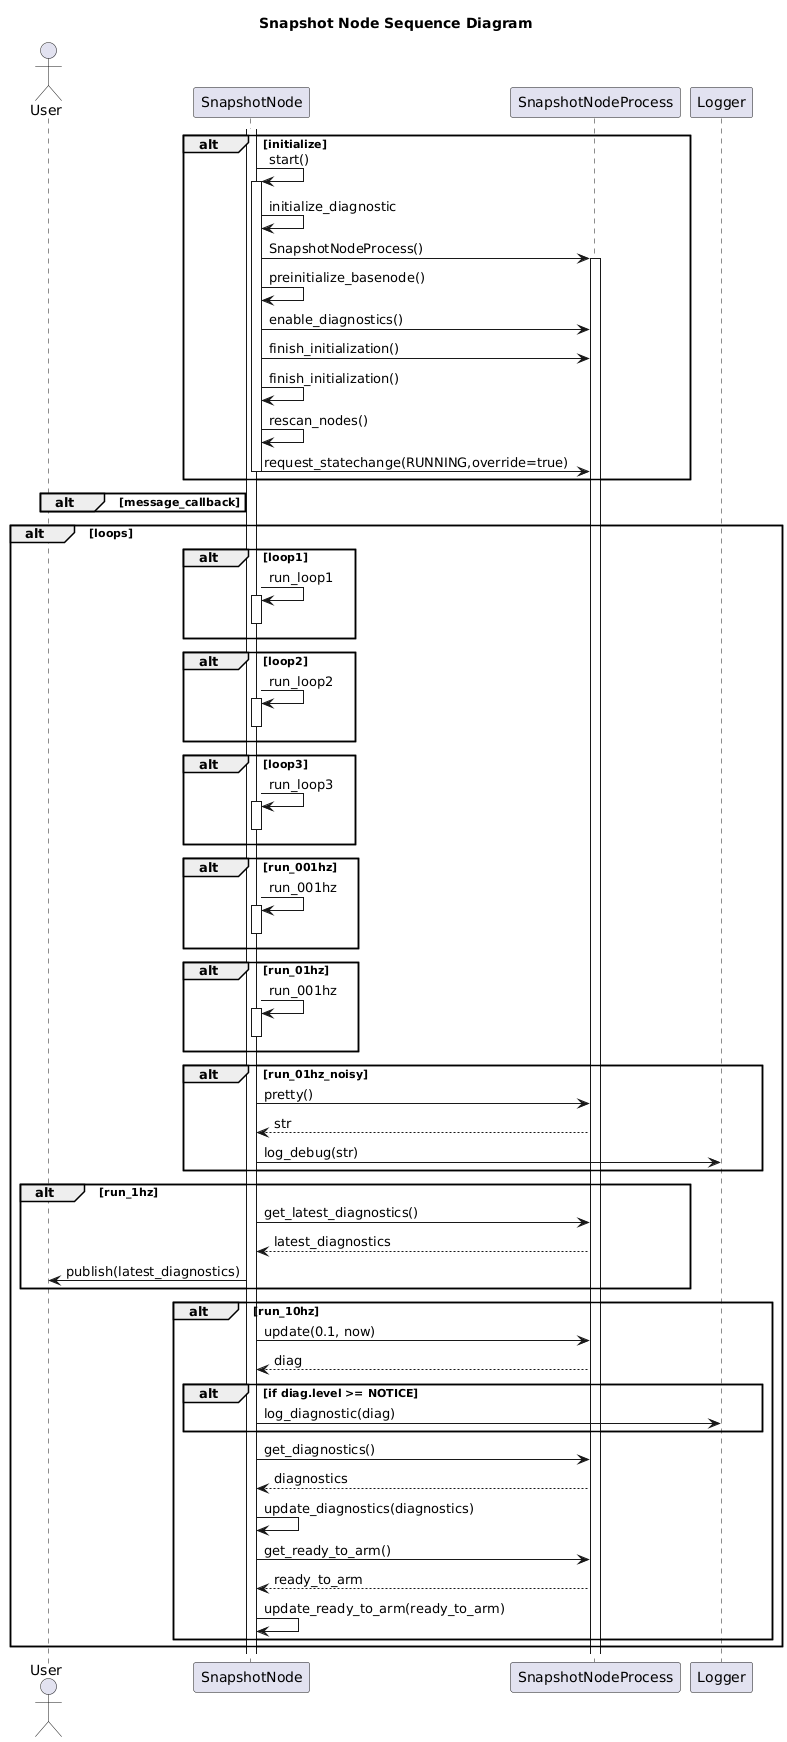 Snapshot Node Sequence Diagram
User
SnapshotNode
SnapshotNodeProcess
Logger
alt [initialize]
start()
initialize_diagnostic
SnapshotNodeProcess()
preinitialize_basenode()
enable_diagnostics()
finish_initialization()
finish_initialization()
rescan_nodes()
request_statechange(RUNNING,override=true)
alt [message_callback]
alt [loops]
alt [loop1]
run_loop1
alt [loop2]
run_loop2
alt [loop3]
run_loop3
alt [run_001hz]
run_001hz
alt [run_01hz]
run_001hz
alt [run_01hz_noisy]
pretty()
str
log_debug(str)
alt [run_1hz]
get_latest_diagnostics()
latest_diagnostics
publish(latest_diagnostics)
alt [run_10hz]
update(0.1, now)
diag
alt [if diag.level >= NOTICE]
log_diagnostic(diag)
get_diagnostics()
diagnostics
update_diagnostics(diagnostics)
get_ready_to_arm()
ready_to_arm
update_ready_to_arm(ready_to_arm)
User
SnapshotNode
SnapshotNodeProcess
Logger